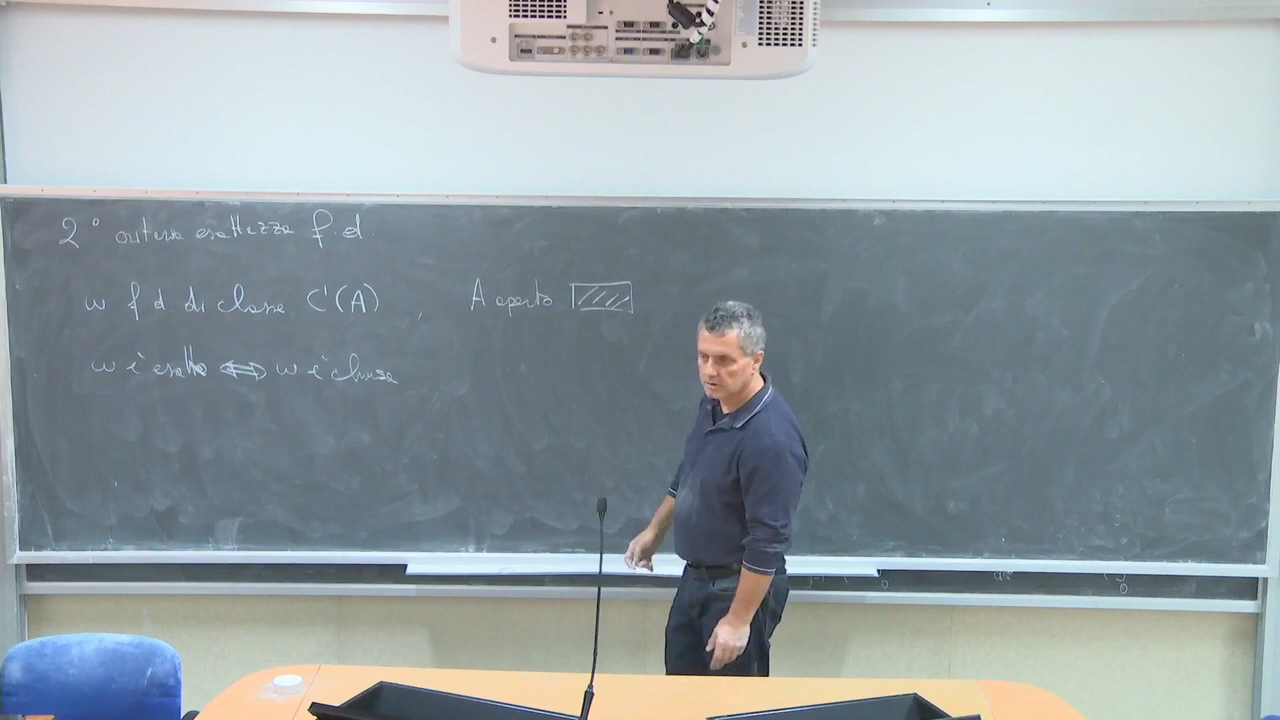 2° criterio esattezza f.d.
ω f d di classe C¹(A) , A aperto
ω è esatta ⟺ ω è chiusa